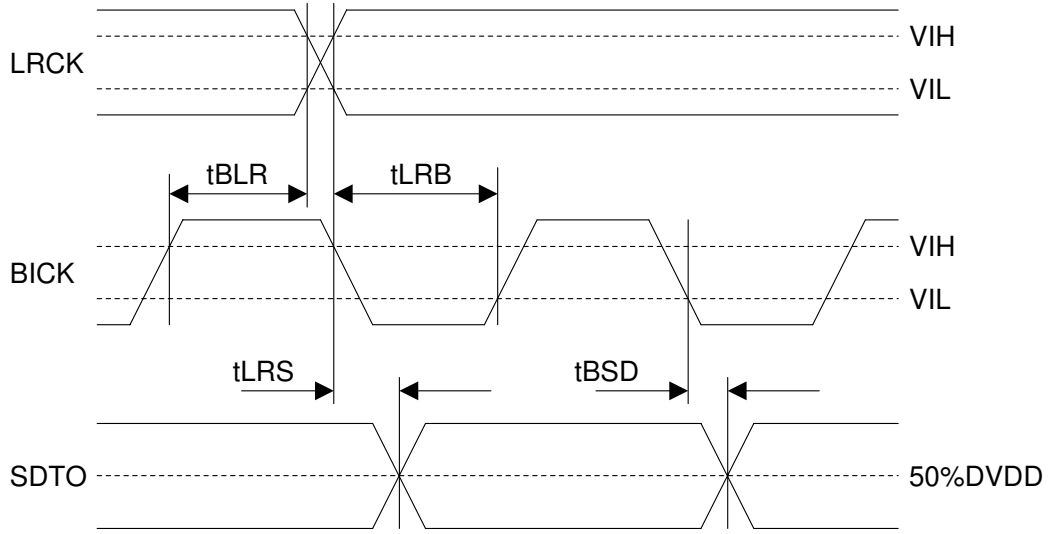 VIH
LRCK
VIL
tBLR
tLRB
VIH
BICK
VIL
tLRS
tBSD
SDTO
50%DVDD